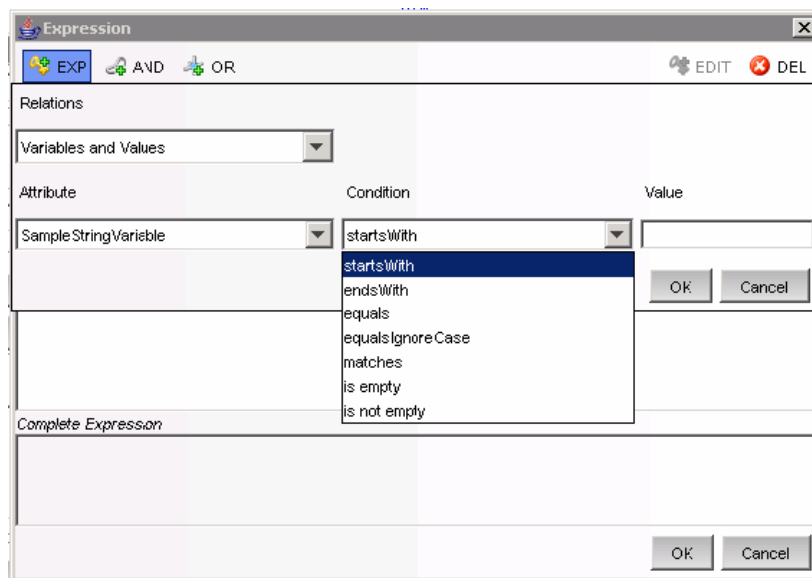 Expression
EXP AND OR EDIT DEL
Relations
Variables and Values
Attribute Condition Value
SampleStringVariable startsWith
startsWith
endsWith
OK Cancel
equals
equalsIgnoreCase
matches
is empty
is not empty
Complete Expression
OK Cancel